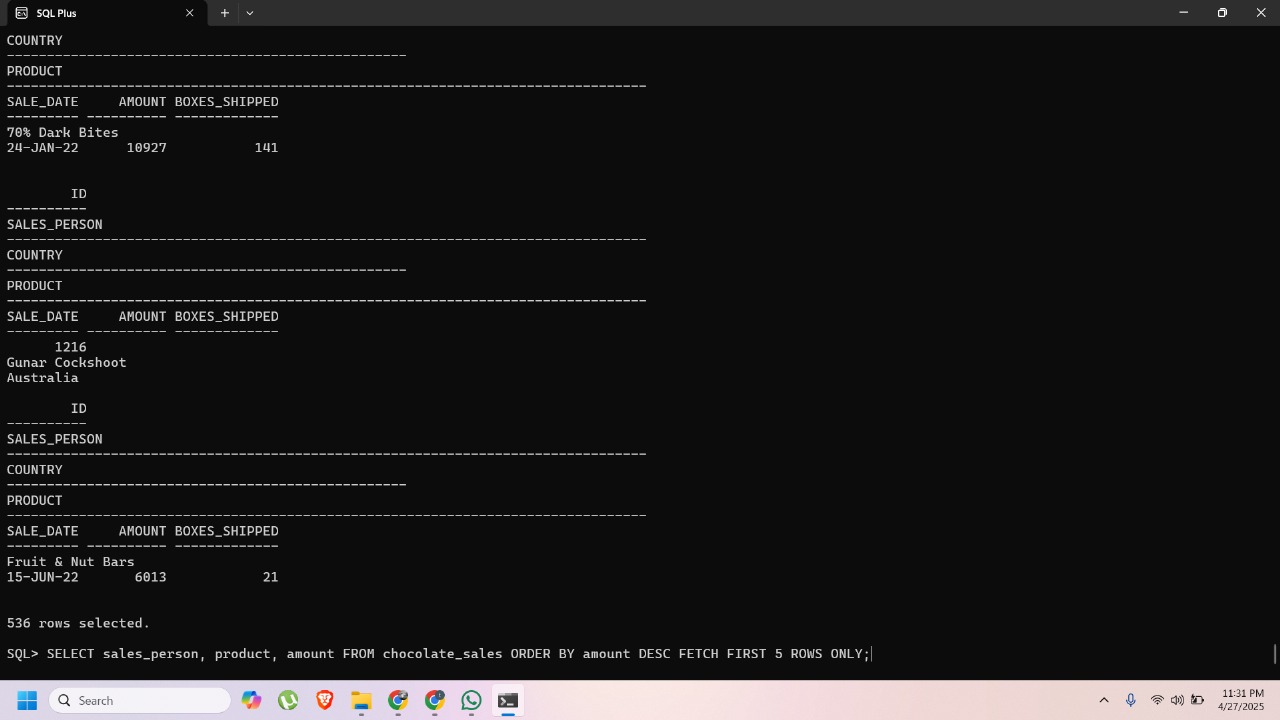 SQL Plus
COUNTRY
--------------------------------------------------
PRODUCT
--------------------------------------------------------------------------------
SALE_DATE     AMOUNT BOXES_SHIPPED
--------- ---------- -------------
70% Dark Bites
24-JAN-22      10927           141
        ID
----------
SALES_PERSON
--------------------------------------------------------------------------------
COUNTRY
--------------------------------------------------
PRODUCT
--------------------------------------------------------------------------------
SALE_DATE     AMOUNT BOXES_SHIPPED
--------- ---------- -------------
      1216
Gunar Cockshoot
Australia
        ID
----------
SALES_PERSON
--------------------------------------------------------------------------------
COUNTRY
--------------------------------------------------
PRODUCT
--------------------------------------------------------------------------------
SALE_DATE     AMOUNT BOXES_SHIPPED
--------- ---------- -------------
Fruit & Nut Bars
15-JUN-22       6013            21
536 rows selected.
SQL> SELECT sales_person, product, amount FROM chocolate_sales ORDER BY amount DESC FETCH FIRST 5 ROWS ONLY;
Search
11:31 PM
4/27/2025